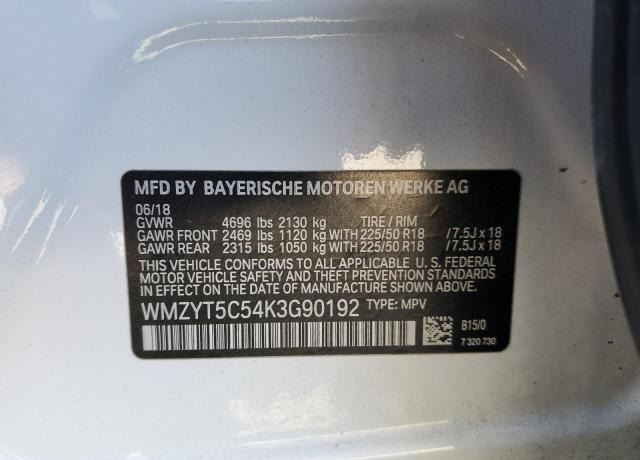 MFD BY BAYERISCHE MOTOREN WERKE AG
06/18
GVWR 4696 lbs 2130 kg TIRE / RIM
GAWR FRONT 2469 lbs 1120 kg WITH 225/50 R18 / 7.5J x 18
GAWR REAR 2315 lbs 1050 kg WITH 225/50 R18 / 7.5J x 18
THIS VEHICLE CONFORMS TO ALL APPLICABLE U. S. FEDERAL
MOTOR VEHICLE SAFETY AND THEFT PREVENTION STANDARDS
IN EFFECT ON THE DATE OF MANUFACTURE SHOWN ABOVE.
WMZYT5C54K3G90192 TYPE: MPV
B15/0
7 320 730